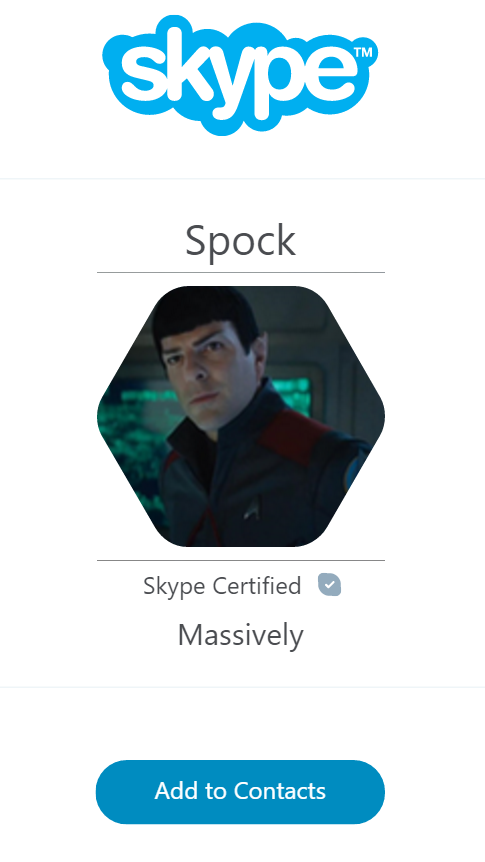 skype™
Spock
Skype Certified
Massively
Add to Contacts